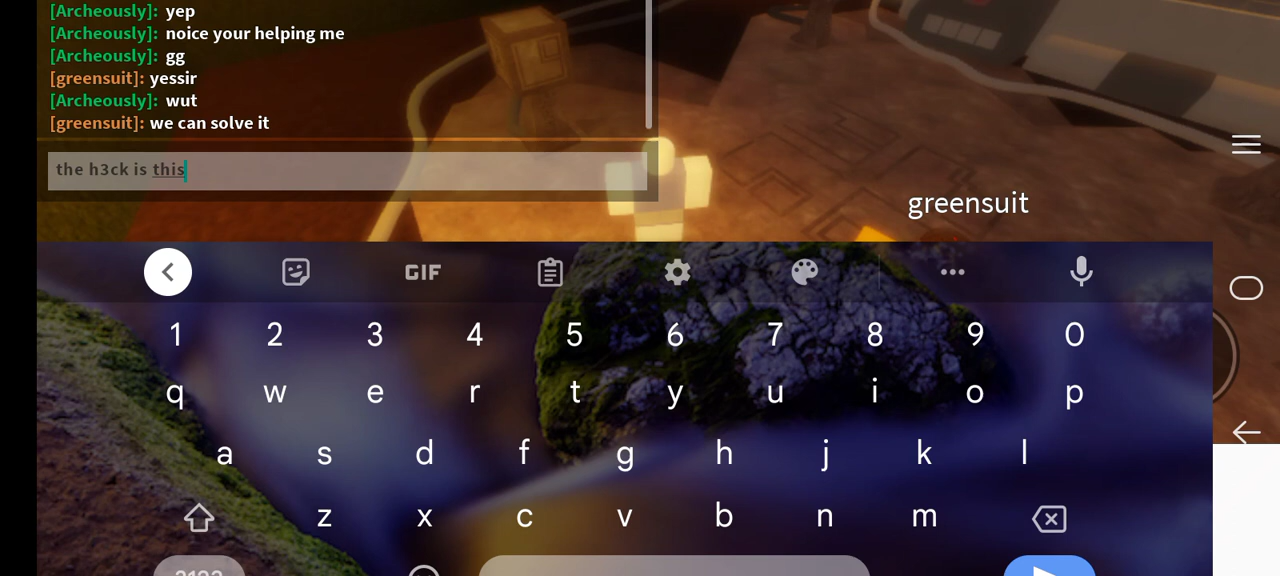 [Archeously]: yep
[Archeously]: noice your helping me
[Archeously]: gg
[greensuit]: yessir
[Archeously]: wut
[greensuit]: we can solve it
the h3ck is this
greensuit
GIF
1 2 3 4 5 6 7 8 9 0
q w e r t y u i o p
a s d f g h j k l
z x c v b n m